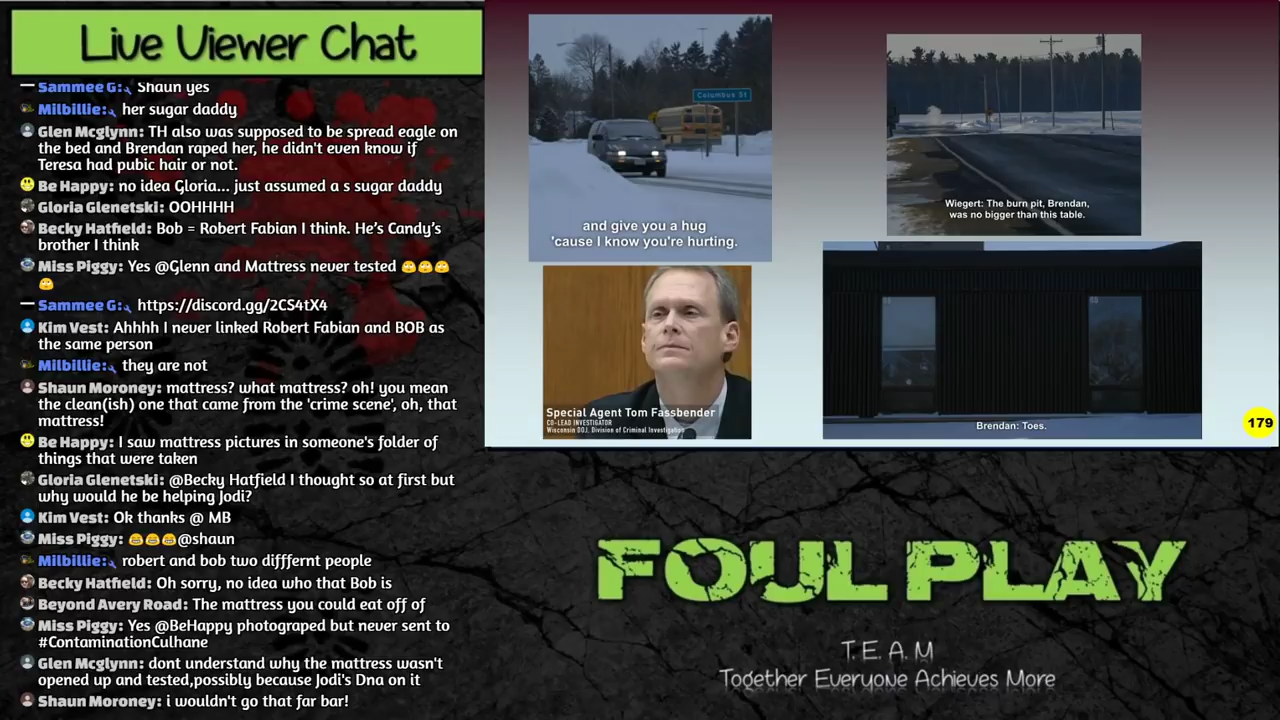 Live Viewer Chat
Sammee G: Shaun yes
Milbillie: her sugar daddy
Glen Mcglynn: TH also was supposed to be spread eagle on
the bed and Brendan raped her, he didn't even know if
Teresa had pubic hair or not.
Be Happy: no idea Gloria... just assumed a s sugar daddy
Gloria Glenetski: OOHHHH
Becky Hatfield: Bob = Robert Fabian I think. He's Candy's
brother I think
Miss Piggy: Yes @Glenn and Mattress never tested 🙄🙄🙄
🙄
Sammee G: https://discord.gg/2CS4tX4
Kim Vest: Ahhhh I never linked Robert Fabian and BOB as
the same person
Milbillie: they are not
Shaun Moroney: mattress? what mattress? oh! you mean
the clean(ish) one that came from the 'crime scene', oh, that
mattress!
Be Happy: I saw mattress pictures in someone's folder of
things that were taken
Gloria Glenetski: @Becky Hatfield I thought so at first but
why would he be helping Jodi?
Kim Vest: Ok thanks @ MB
Miss Piggy: 😂😂😂@shaun
Milbillie: robert and bob two difffernt people
Becky Hatfield: Oh sorry, no idea who that Bob is
Beyond Avery Road: The mattress you could eat off of
Miss Piggy: Yes @BeHappy photograped but never sent to
#ContaminationCulhane
Glen Mcglynn: dont understand why the mattress wasn't
opened up and tested,possibly because Jodi's Dna on it
Shaun Moroney: i wouldn't go that far bar!
Columbus St
and give you a hug
'cause I know you're hurting.
Wiegert: The burn pit, Brendan,
was no bigger than this table.
Special Agent Tom Fassbender
CO-LEAD INVESTIGATOR
Wisconsin DOJ, Division of Criminal Investigation
Brendan: Toes.
179
FOUL PLAY
T. E. A. M
Together Everyone Achieves More